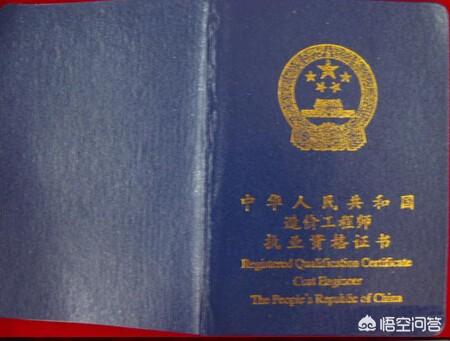 中华人民共和国
造价工程师
执业资格证书
Registered Qualification Certificate
Cost Engineer
The People's Republic of China
悟空问答